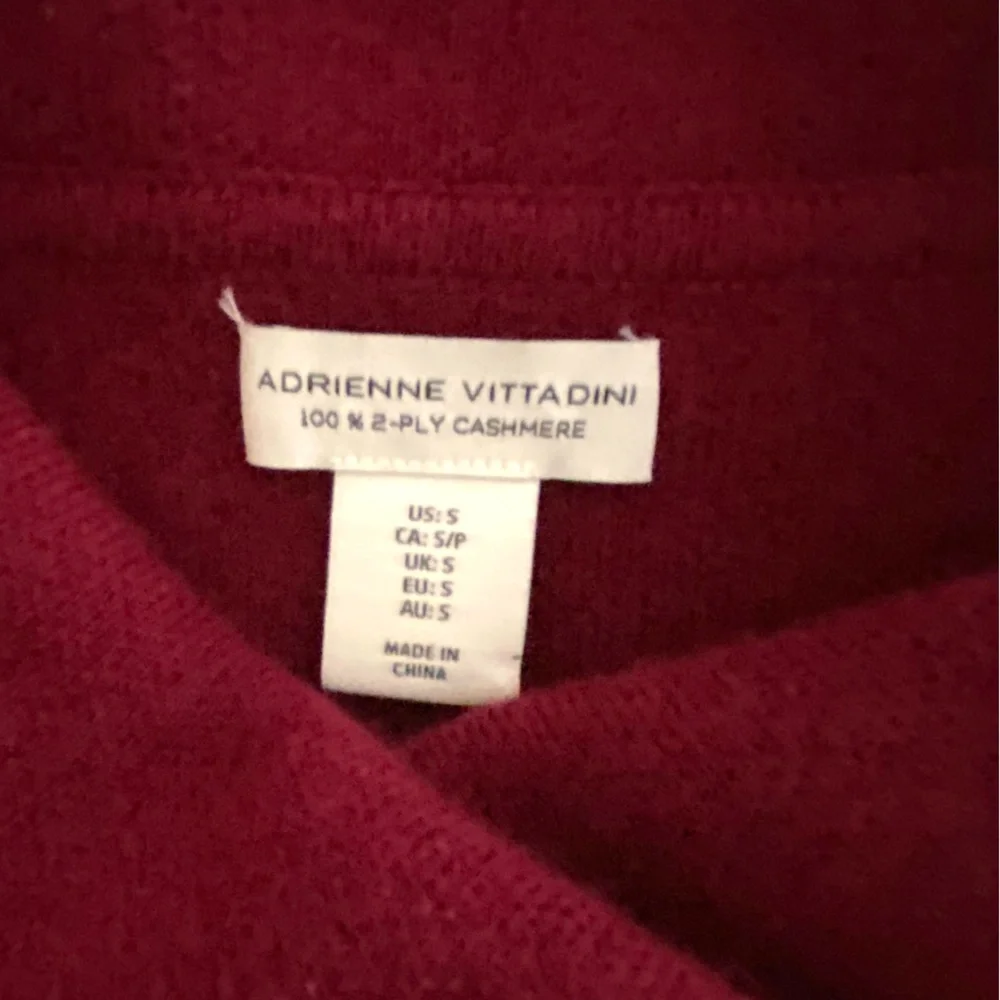 ADRIENNE VITTADINI
100 % 2-PLY CASHMERE
US: S
CA: S/P
UK: S
EU: S
AU: S
MADE IN
CHINA